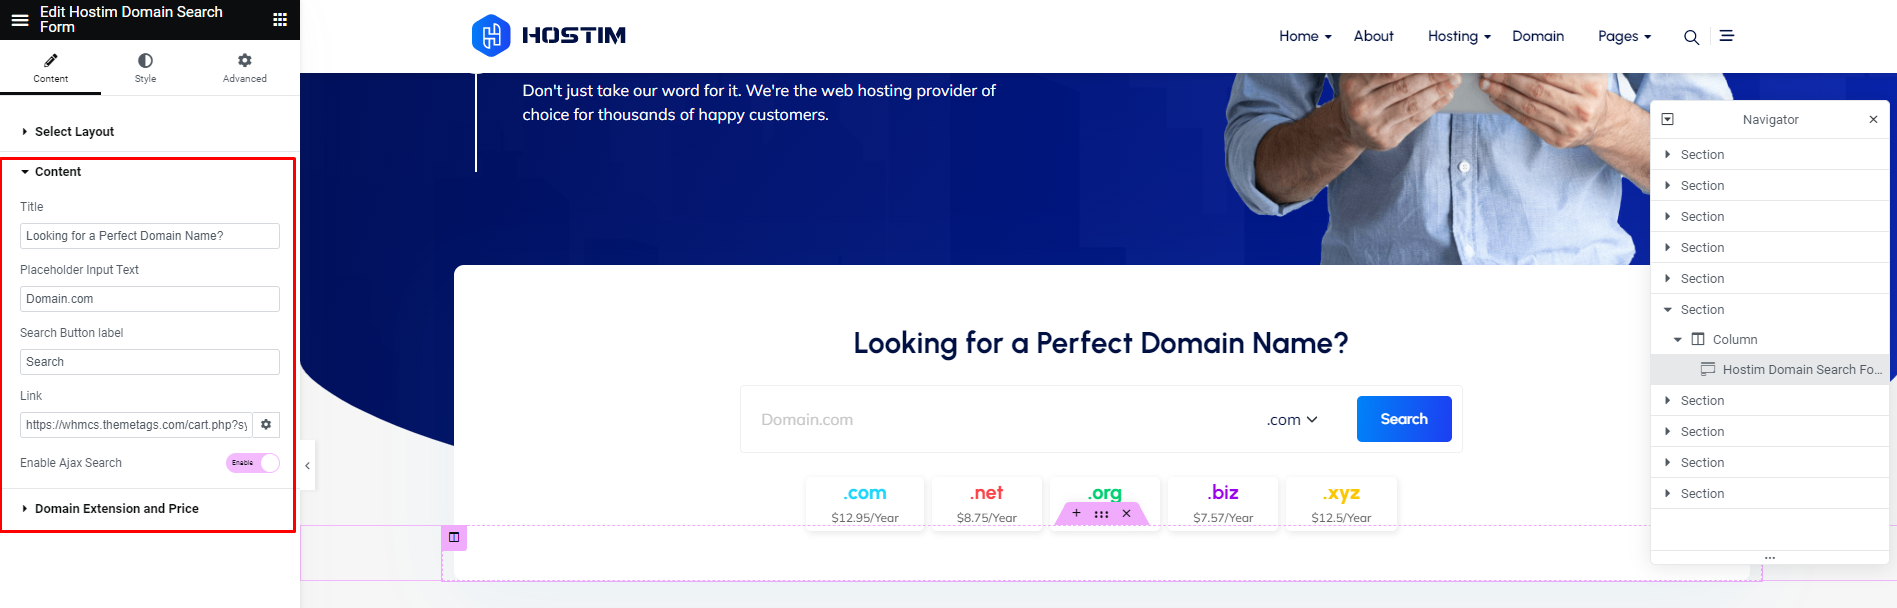 Edit Hostim Domain Search
Form
Content
Style
Advanced
Select Layout
Content
Title
Looking for a Perfect Domain Name?
Placeholder Input Text
Domain.com
Search Button label
Search
Link
https://whmcs.themetags.com/cart.php?sy
Enable Ajax Search
Enable
Domain Extension and Price
HOSTIM
Home
About
Hosting
Domain
Pages
Don't just take our word for it. We're the web hosting provider of
choice for thousands of happy customers.
Looking for a Perfect Domain Name?
Domain.com
.com
Search
.com
$12.95/Year
.net
$8.75/Year
.org
.biz
$7.57/Year
.xyz
$12.5/Year
Navigator
Section
Section
Section
Section
Section
Section
Column
Hostim Domain Search Fo...
Section
Section
Section
Section